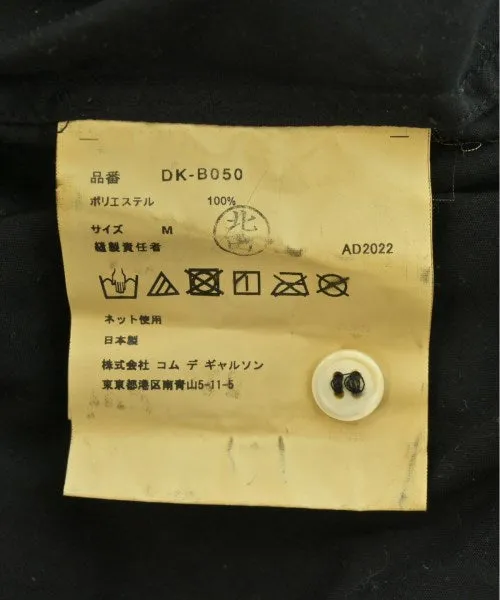 品番 DK-B050
ポリエステル 100%
サイズ M
北
縫製責任者 AD2022
1
ネット使用
日本製
株式会社 コム デ ギャルソン
東京都港区南青山5-11-5